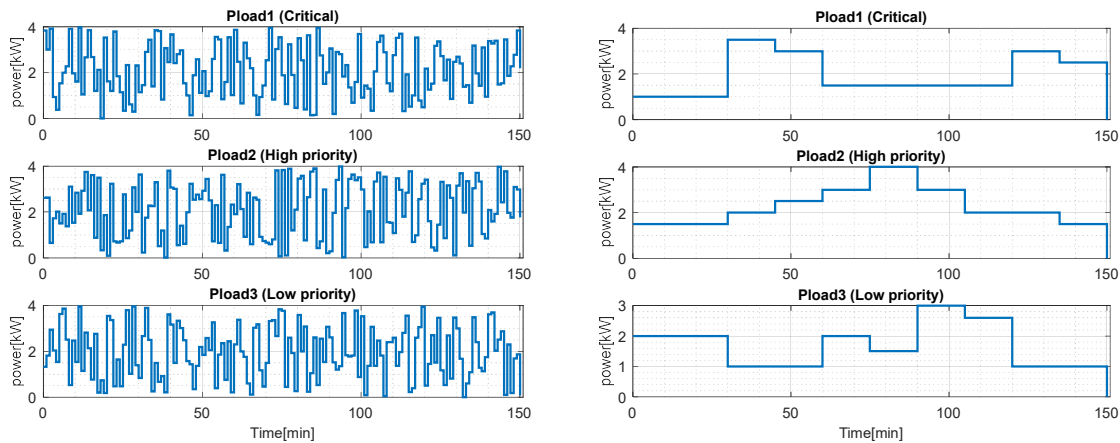 Pload1 (Critical)
4
2
0
power[kW]
0 50 100 150
Pload2 (High priority)
4
2
0
power[kW]
0 50 100 150
Pload3 (Low priority)
4
2
0
power[kW]
0 50 100 150
Time[min]
Pload1 (Critical)
4
2
0
power[kW]
0 50 100 150
Pload2 (High priority)
4
2
0
power[kW]
0 50 100 150
Pload3 (Low priority)
3
2
1
0
power[kW]
0 50 100 150
Time[min]